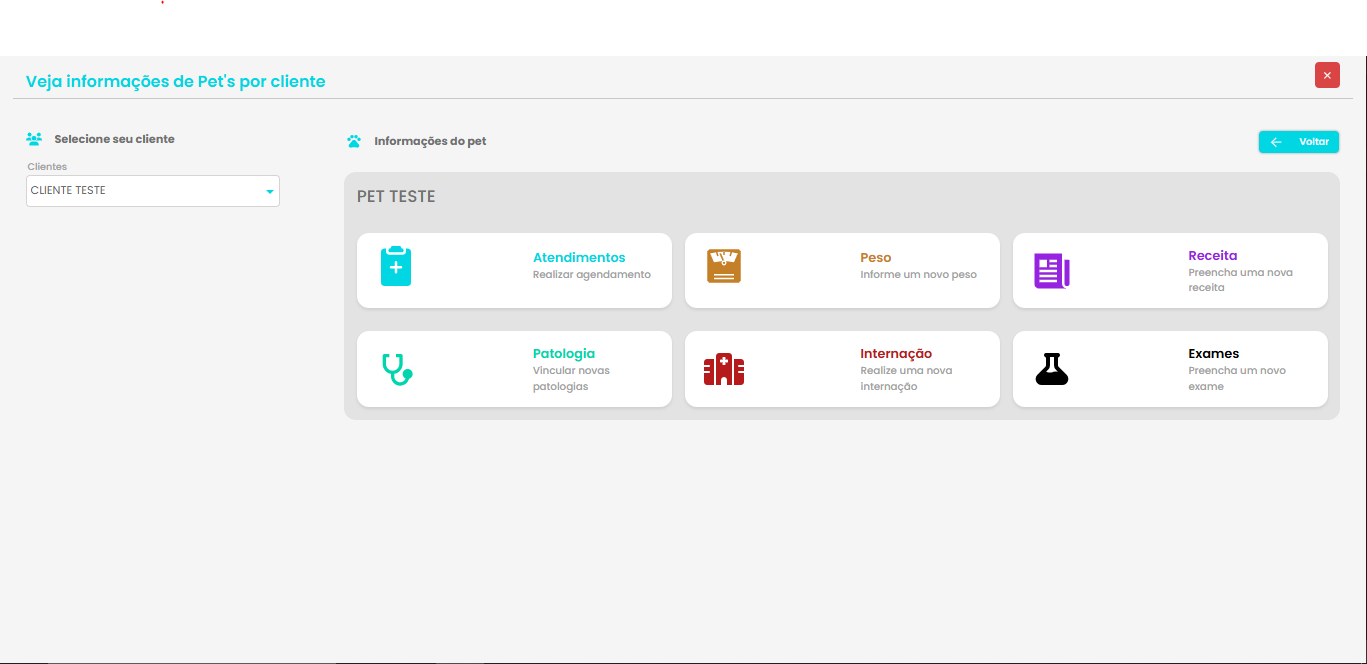 Veja informações de Pet's por cliente
Selecione seu cliente
Clientes
CLIENTE TESTE
Informações do pet
Voltar
PET TESTE
Atendimentos
Realizar agendamento
Peso
Informe um novo peso
Receita
Preencha uma nova
receita
Patologia
Vincular novas
patologias
Internação
Realize uma nova
internação
Exames
Preencha um novo
exame